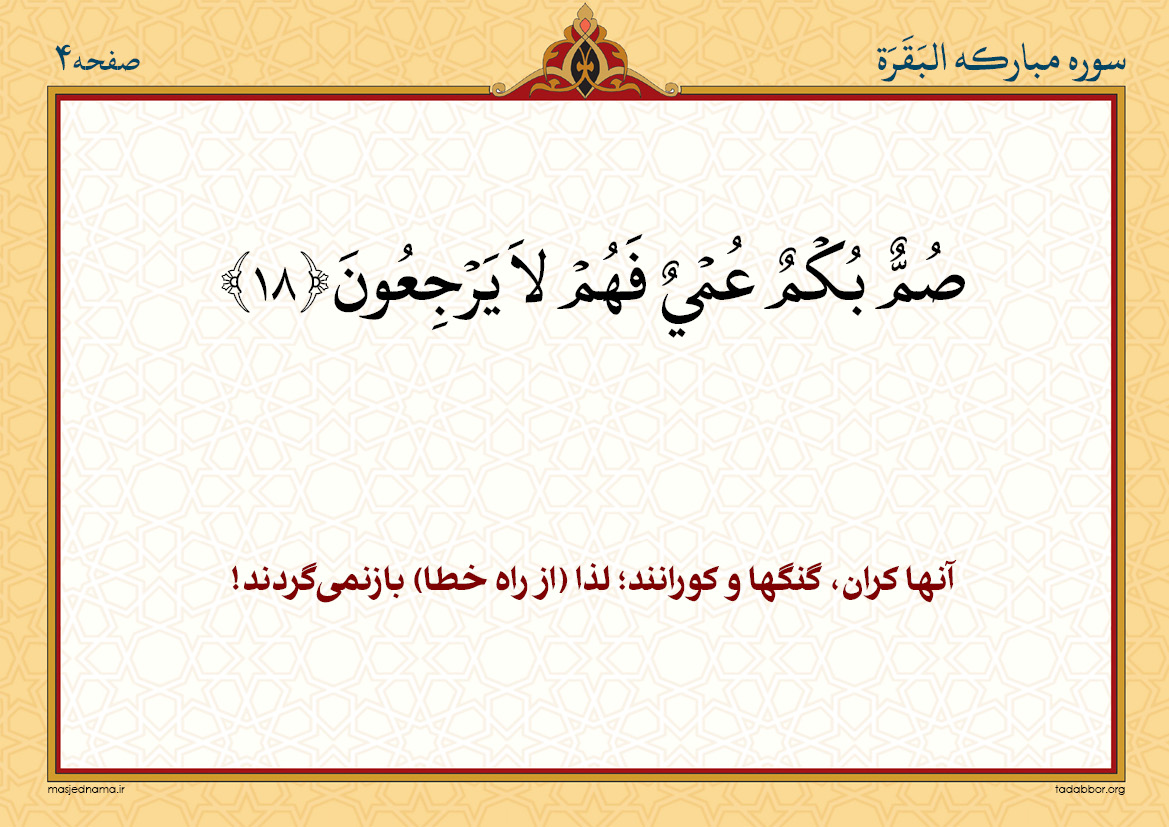 سوره مبارکه البَقَرَة
صفحه۴
صُمٌّ بُكْمٌ عُمْيٌ فَهُمْ لاَ يَرْجِعُونَ ﴿١٨﴾
آنها کران، گنگها و کورانند؛ لذا (از راه خطا) بازنمی‌گردند!
masjednama.ir
tadabbor.org